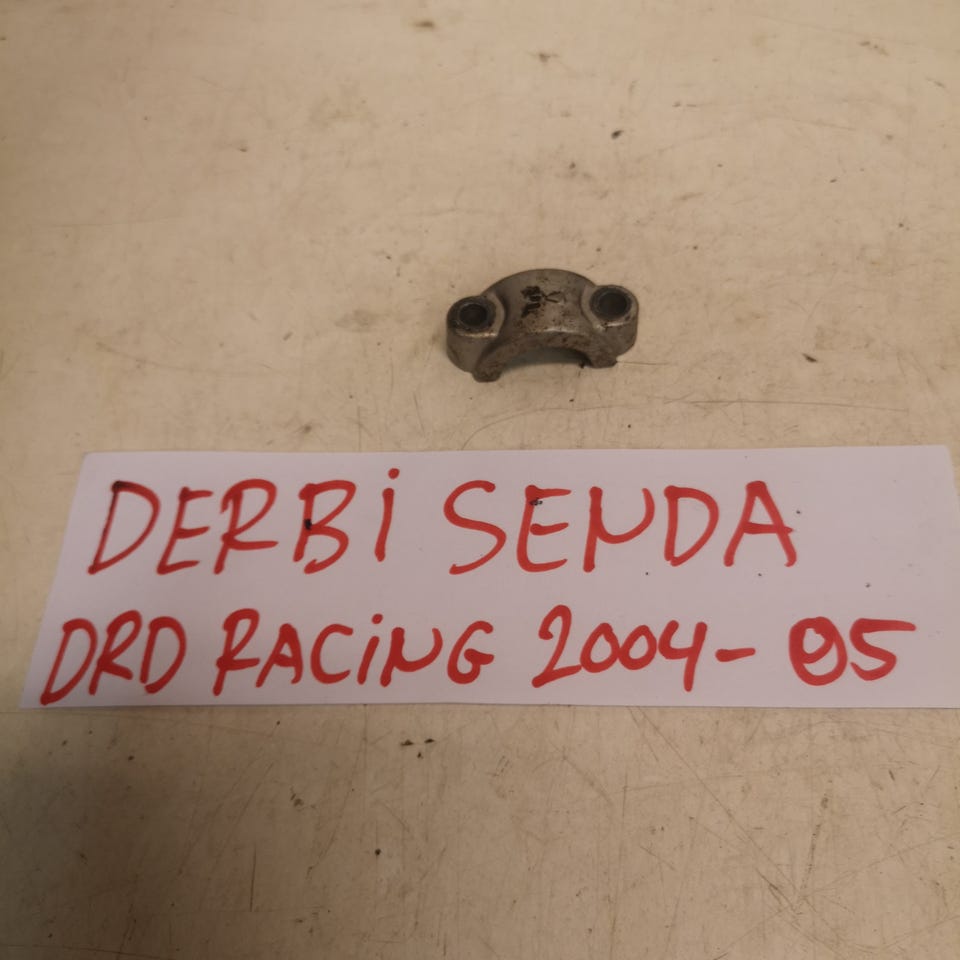 DERBi SENDA
DRD RACiNG 2004-05